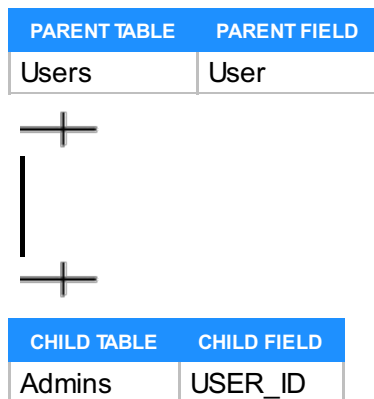 PARENT TABLE PARENT FIELD
Users User
CHILD TABLE CHILD FIELD
Admins USER_ID